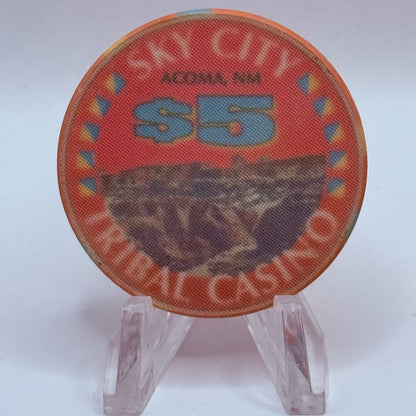 SKY CITY
ACOMA, NM
$5
TRIBAL CASINO